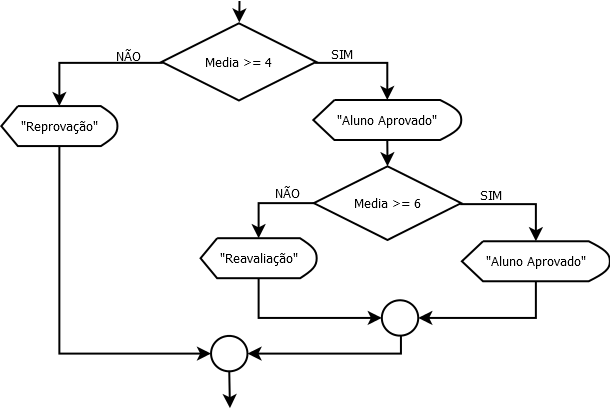 NÃO
Media >= 4
SIM
"Reprovação"
"Aluno Aprovado"
NÃO
Media >= 6
SIM
"Reavaliação"
"Aluno Aprovado"